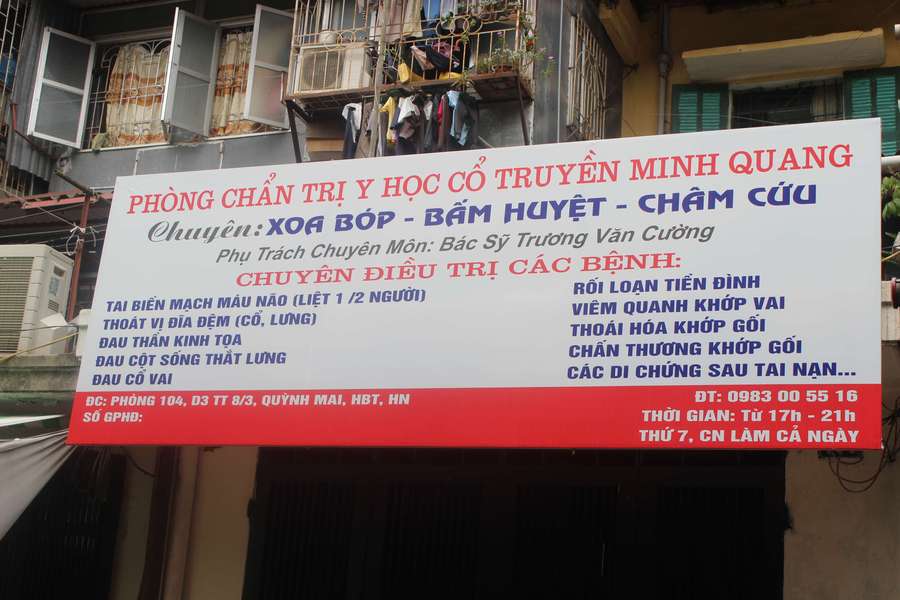 PHÒNG CHẨN TRỊ Y HỌC CỔ TRUYỀN MINH QUANG
Chuyên: XOA BÓP - BẤM HUYỆT - CHÂM CỨU
Phụ Trách Chuyên Môn: Bác Sỹ Trương Văn Cường
CHUYÊN ĐIỀU TRỊ CÁC BỆNH:
TAI BIẾN MẠCH MÁU NÃO (LIỆT 1 /2 NGƯỜI)
THOÁT VỊ ĐĨA ĐỆM (CỔ, LƯNG)
ĐAU THẦN KINH TỌA
ĐAU CỘT SỐNG THẮT LƯNG
ĐAU CỔ VAI
RỐI LOẠN TIỀN ĐÌNH
VIÊM QUANH KHỚP VAI
THOÁI HÓA KHỚP GỐI
CHẤN THƯƠNG KHỚP GỐI
CÁC DI CHỨNG SAU TAI NẠN...
ĐC: PHÒNG 104, D3 TT 8/3, QUỲNH MAI, HBT, HN
SỐ GPHĐ:
ĐT: 0983 00 55 16
THỜI GIAN: Từ 17h - 21h
THỨ 7, CN LÀM CẢ NGÀY